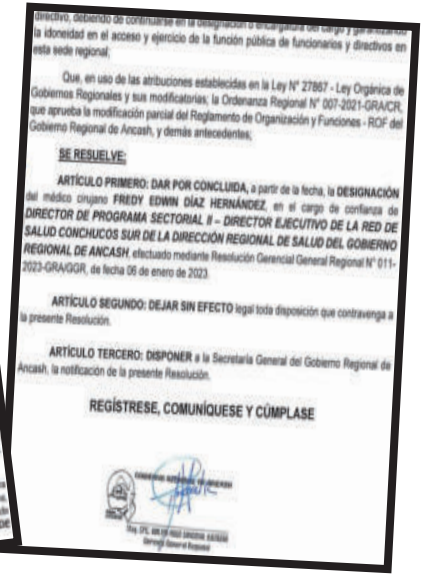 directivo, debiendo de continuarse en la designación o encargatura del cargo y garantizando
la idoneidad en el acceso y ejercicio de la función pública de funcionarios y directivos en
esta sede regional;
Que, en uso de las atribuciones establecidas en la Ley N° 27867 - Ley Orgánica de
Gobiernos Regionales y sus modificatorias; la Ordenanza Regional N° 007-2021-GRA/CR,
que aprueba la modificación parcial del Reglamento de Organización y Funciones - ROF del
Gobierno Regional de Ancash, y demás antecedentes;
SE RESUELVE:
ARTÍCULO PRIMERO: DAR POR CONCLUIDA, a partir de la fecha, la DESIGNACIÓN
del médico cirujano FREDY EDWIN DÍAZ HERNÁNDEZ, en el cargo de confianza de
DIRECTOR DE PROGRAMA SECTORIAL II – DIRECTOR EJECUTIVO DE LA RED DE
SALUD CONCHUCOS SUR DE LA DIRECCIÓN REGIONAL DE SALUD DEL GOBIERNO
REGIONAL DE ANCASH, efectuado mediante Resolución Gerencial General Regional N° 011-
2023-GRA/GGR, de fecha 06 de enero de 2023.
ARTÍCULO SEGUNDO: DEJAR SIN EFECTO legal toda disposición que contravenga a
la presente Resolución.
ARTÍCULO TERCERO: DISPONER a la Secretaría General del Gobierno Regional de
Ancash, la notificación de la presente Resolución.
REGÍSTRESE, COMUNÍQUESE Y CÚMPLASE
GOBIERNO REGIONAL DE ANCASH
Gerente General Regional